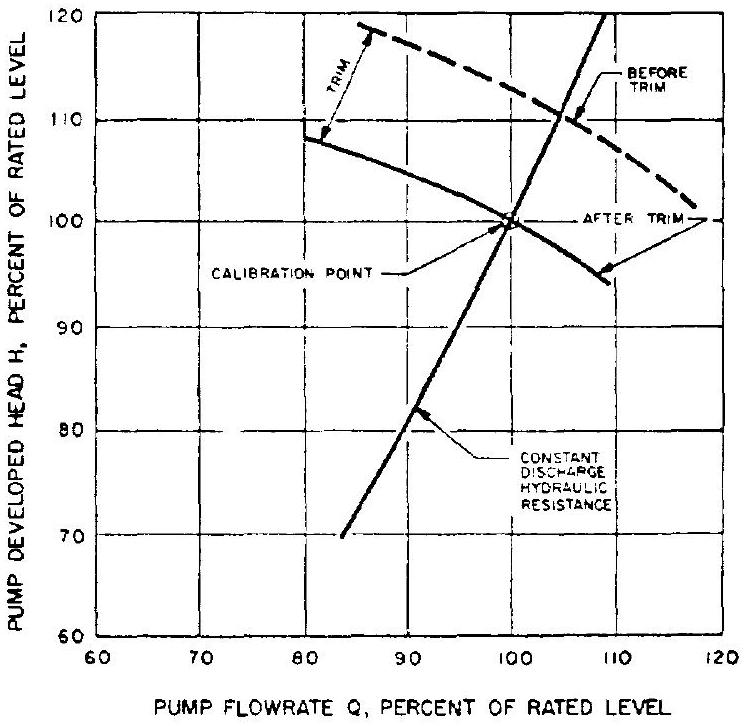 PUMP DEVELOPED HEAD H, PERCENT OF RATED LEVEL
120
110
100
90
80
70
60
TRIM
BEFORE
TRIM
AFTER TRIM
CALIBRATION POINT
CONSTANT
DISCHARGE
HYDRAULIC
RESISTANCE
60
70
80
90
100
110
120
PUMP FLOWRATE Q, PERCENT OF RATED LEVEL